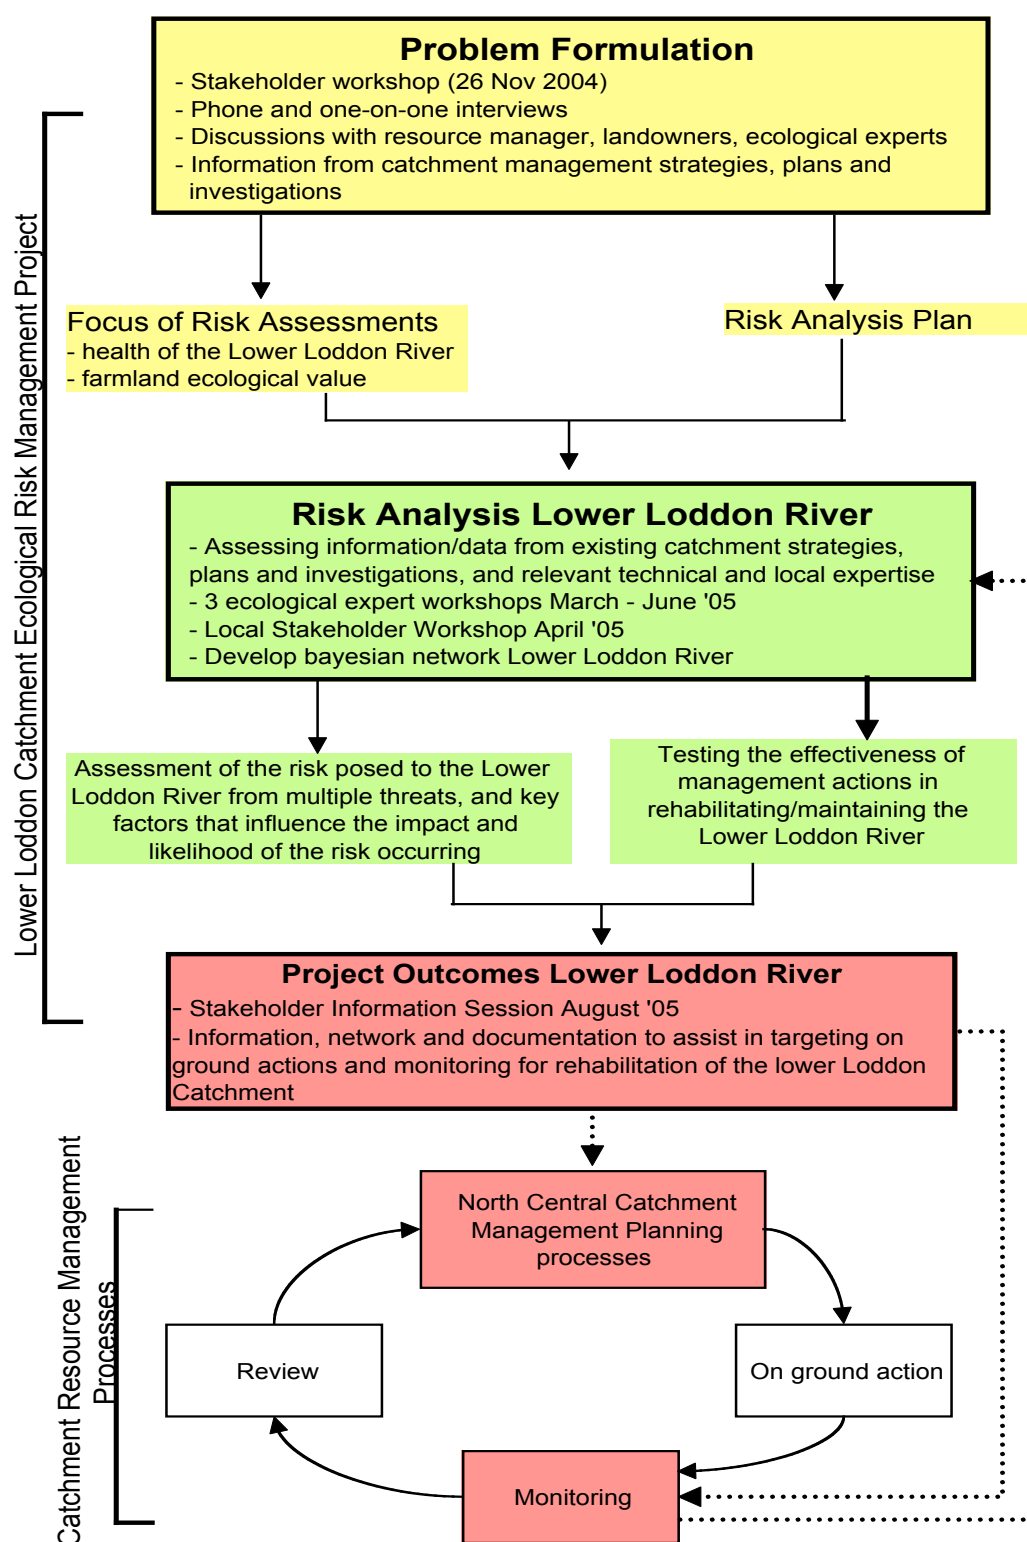 Problem Formulation
- Stakeholder workshop (26 Nov 2004)
- Phone and one-on-one interviews
- Discussions with resource manager, landowners, ecological experts
- Information from catchment management strategies, plans and
investigations
Lower Loddon Catchment Ecological Risk Management Project
Focus of Risk Assessments
- health of the Lower Loddon River
- farmland ecological value
Risk Analysis Plan
Risk Analysis Lower Loddon River
- Assessing information/data from existing catchment strategies,
plans and investigations, and relevant technical and local expertise
- 3 ecological expert workshops March - June '05
- Local Stakeholder Workshop April '05
- Develop bayesian network Lower Loddon River
Assessment of the risk posed to the Lower
Loddon River from multiple threats, and key
factors that influence the impact and
likelihood of the risk occurring
Testing the effectiveness of
management actions in
rehabilitating/maintaining the
Lower Loddon River
Project Outcomes Lower Loddon River
- Stakeholder Information Session August '05
- Information, network and documentation to assist in targeting on
ground actions and monitoring for rehabilitation of the lower Loddon
Catchment
Catchment Resource Management
Processes
North Central Catchment
Management Planning
processes
Review
On ground action
Monitoring